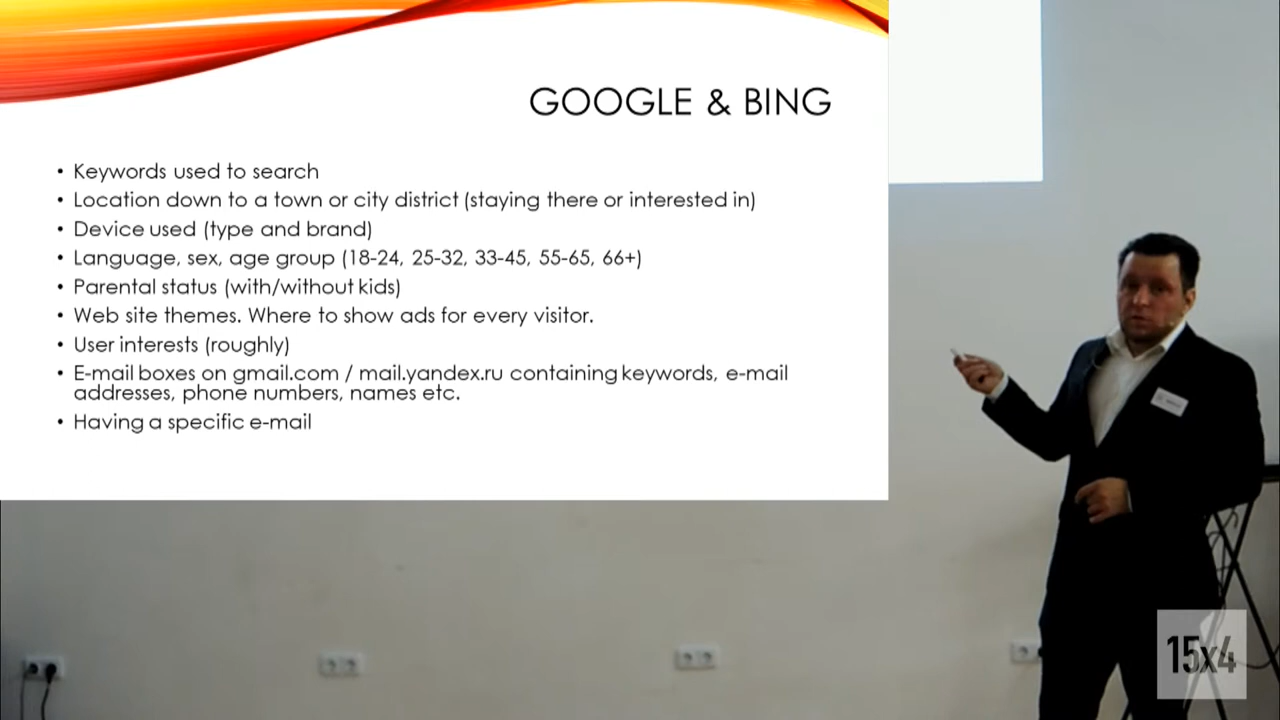 GOOGLE & BING
• Keywords used to search
• Location down to a town or city district (staying there or interested in)
• Device used (type and brand)
• Language, sex, age group (18-24, 25-32, 33-45, 55-65, 66+)
• Parental status (with/without kids)
• Web site themes. Where to show ads for every visitor.
• User interests (roughly)
• E-mail boxes on gmail.com / mail.yandex.ru containing keywords, e-mail
addresses, phone numbers, names etc.
• Having a specific e-mail
15x4